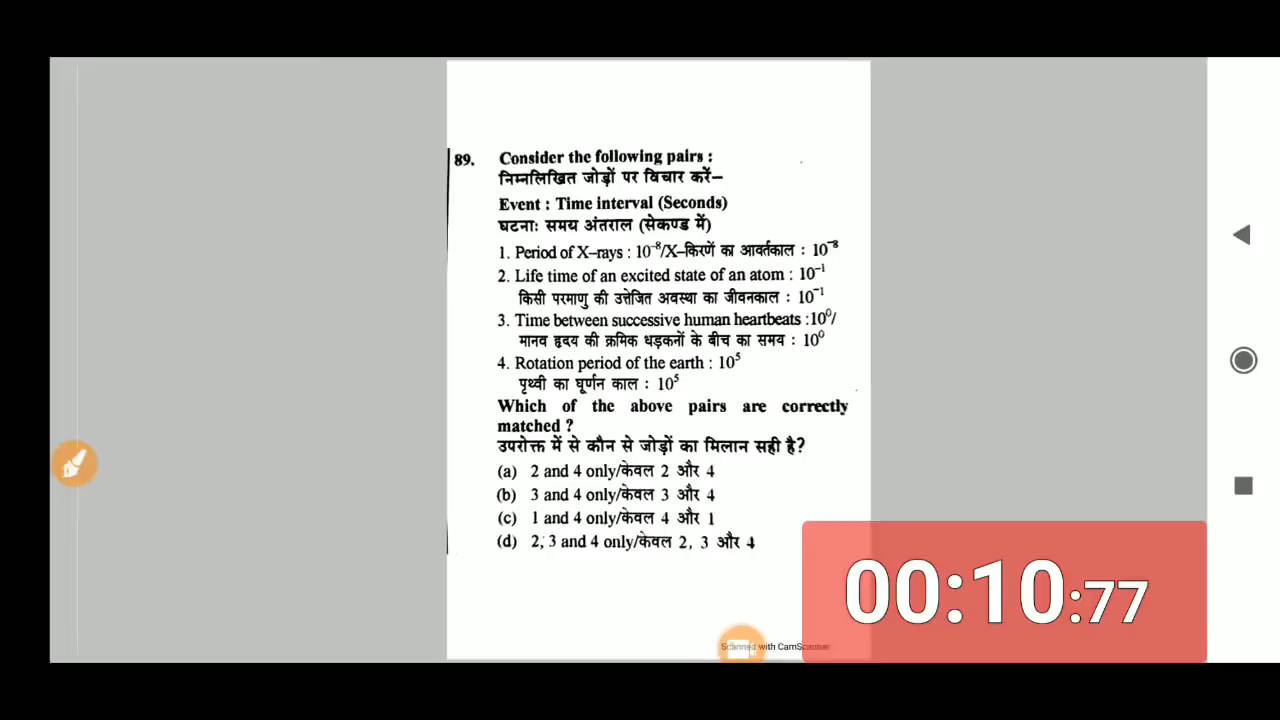 89. Consider the following pairs :
निम्नलिखित जोड़ों पर विचार करें–
Event : Time interval (Seconds)
घटनाः समय अंतराल (सेकण्ड में)
1. Period of X–rays : 10⁻⁸/X–किरणें का आवर्तकाल : 10⁻⁸
2. Life time of an excited state of an atom : 10⁻¹
किसी परमाणु की उत्तेजित अवस्था का जीवनकाल : 10⁻¹
3. Time between successive human heartbeats :10⁰/
मानव हृदय की क्रमिक धड़कनों के बीच का समय : 10⁰
4. Rotation period of the earth : 10⁵
पृथ्वी का घूर्णन काल : 10⁵
Which of the above pairs are correctly
matched ?
उपरोक्त में से कौन से जोड़ों का मिलान सही है?
(a) 2 and 4 only/केवल 2 और 4
(b) 3 and 4 only/केवल 3 और 4
(c) 1 and 4 only/केवल 4 और 1
(d) 2, 3 and 4 only/केवल 2, 3 और 4
00:10:77
Scanned with CamScanner